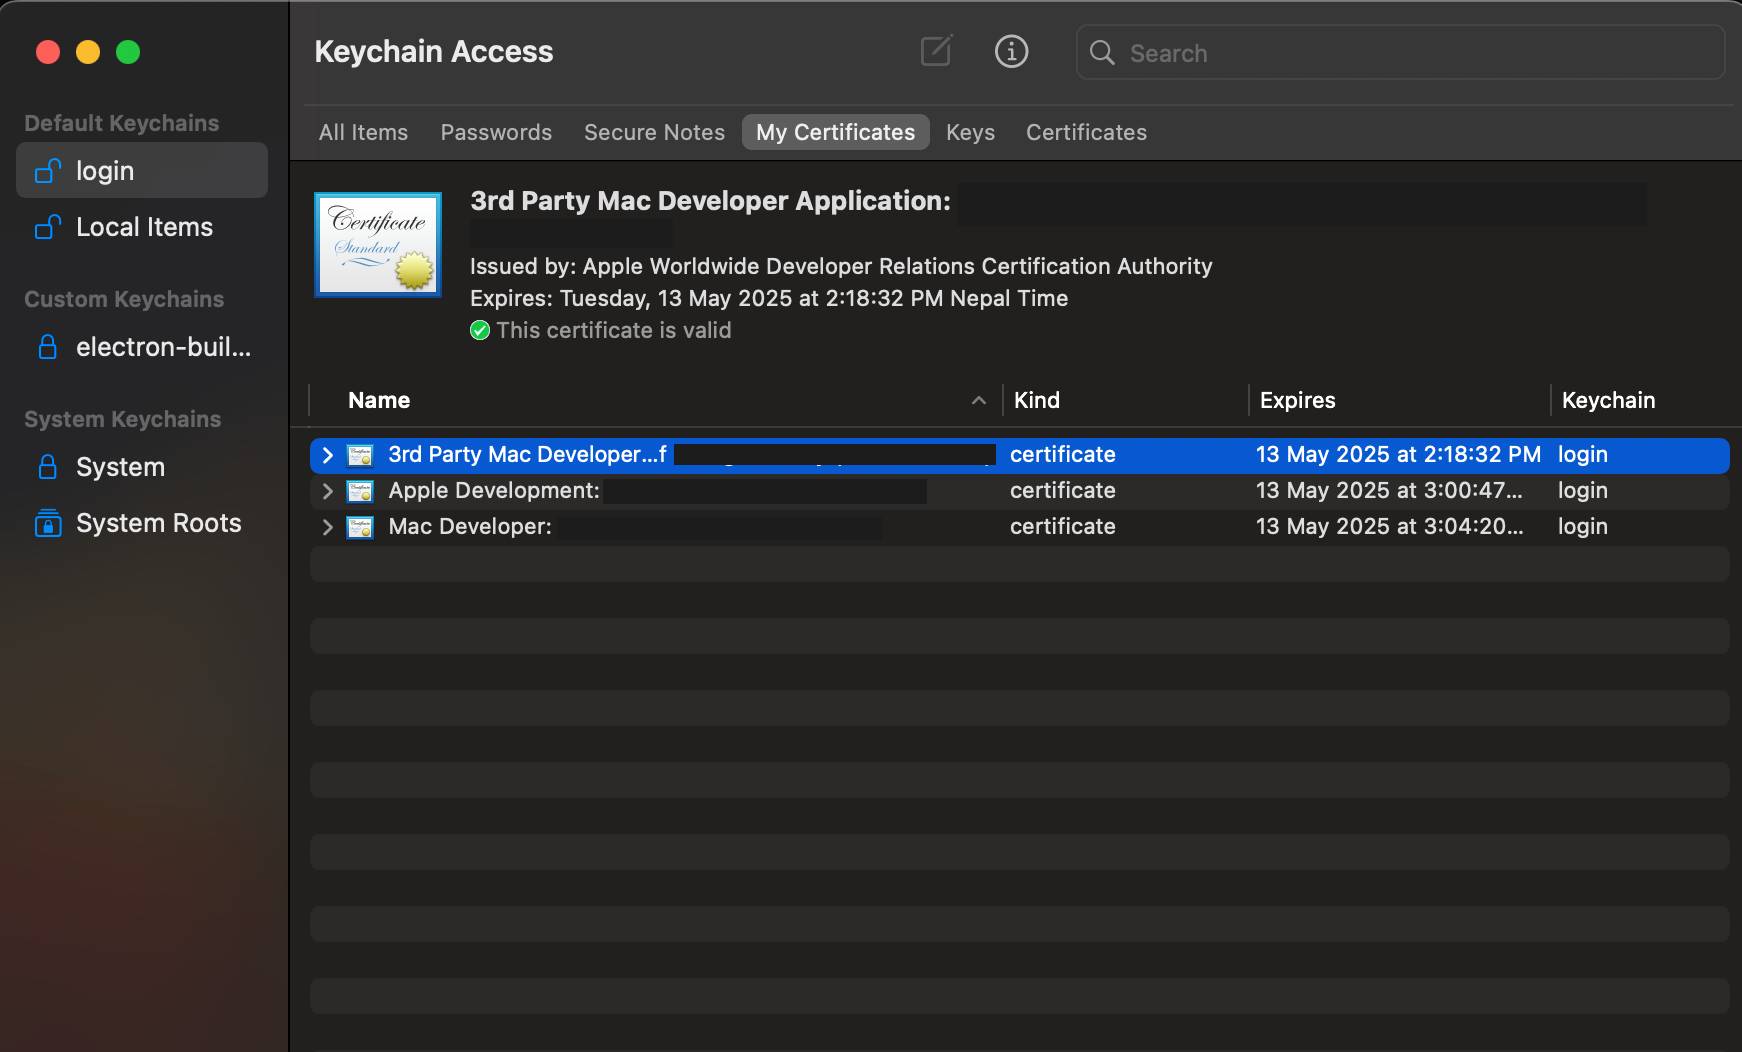 Keychain Access
Search
Default Keychains
login
Local Items
Custom Keychains
electron-buil...
System Keychains
System
System Roots
All Items Passwords Secure Notes My Certificates Keys Certificates
Certificate
Standard
3rd Party Mac Developer Application:
Issued by: Apple Worldwide Developer Relations Certification Authority
Expires: Tuesday, 13 May 2025 at 2:18:32 PM Nepal Time
This certificate is valid
Name Kind Expires Keychain
3rd Party Mac Developer...f certificate 13 May 2025 at 2:18:32 PM login
Apple Development: certificate 13 May 2025 at 3:00:47... login
Mac Developer: certificate 13 May 2025 at 3:04:20... login